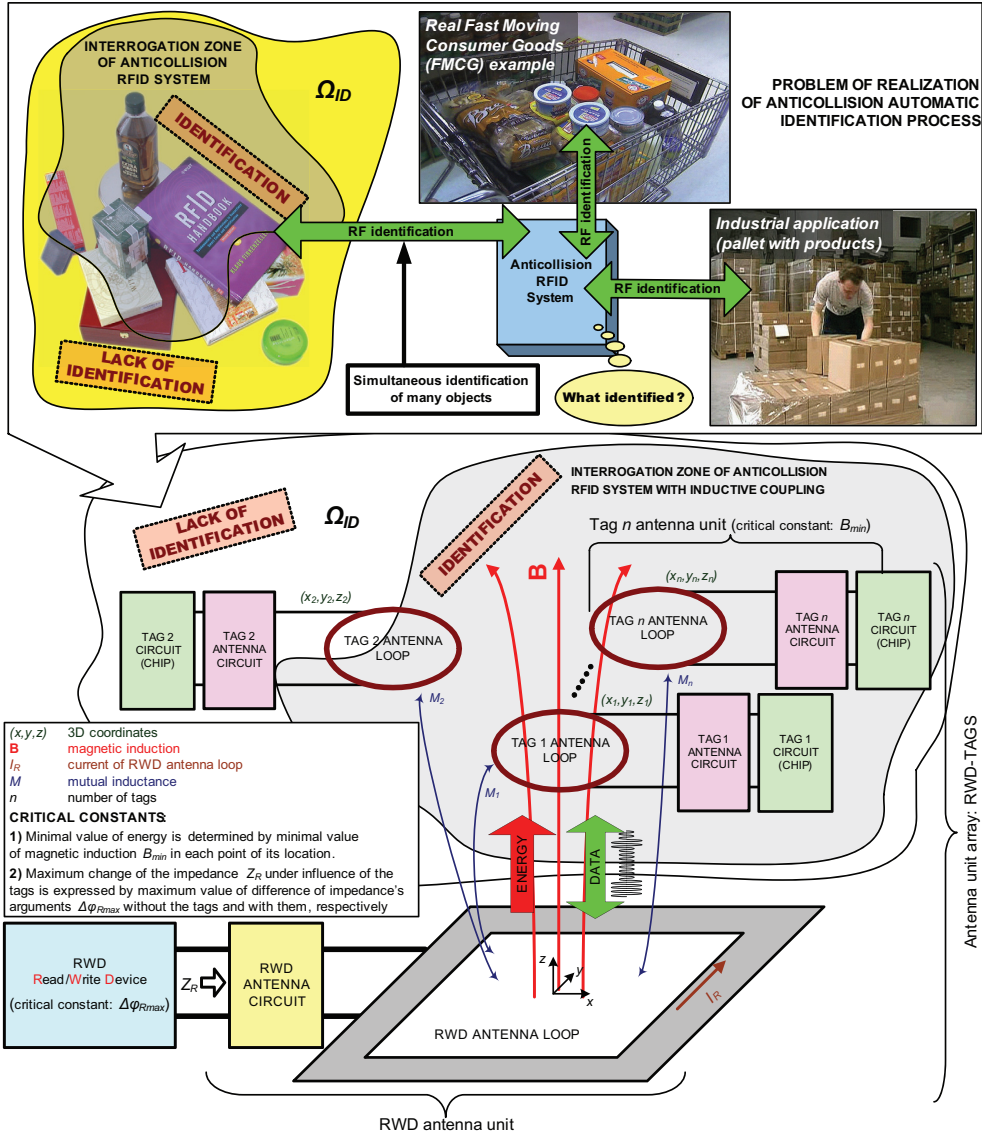 INTERROGATION ZONE
OF ANTICOLLISION
RFID SYSTEM
Ω_ID
IDENTIFICATION
RFID
HANDBOOK
LACK OF
IDENTIFICATION
Real Fast Moving
Consumer Goods
(FMCG) example
Bread
PROBLEM OF REALIZATION
OF ANTICOLLISION AUTOMATIC
IDENTIFICATION PROCESS
RF identification
RF identification
RF identification
Anticollision
RFID
System
Industrial application
(pallet with products)
Simultaneous identification
of many objects
What identified?
LACK OF
IDENTIFICATION
Ω_ID
IDENTIFICATION
INTERROGATION ZONE OF ANTICOLLISION
RFID SYSTEM WITH INDUCTIVE COUPLING
Tag n antenna unit (critical constant: B_min)
B
(x_2,y_2,z_2)
TAG 2
CIRCUIT
(CHIP)
TAG 2
ANTENNA
CIRCUIT
TAG 2 ANTENNA
LOOP
M_2
(x_n,y_n,z_n)
TAG n ANTENNA
LOOP
TAG n
ANTENNA
CIRCUIT
TAG n
CIRCUIT
(CHIP)
M_n
(x_1,y_1,z_1)
TAG 1 ANTENNA
LOOP
TAG 1
ANTENNA
CIRCUIT
TAG 1
CIRCUIT
(CHIP)
M_1
(x,y,z) 3D coordinates
B magnetic induction
I_R current of RWD antenna loop
M mutual inductance
n number of tags
CRITICAL CONSTANTS:
1) Minimal value of energy is determined by minimal value
of magnetic induction B_min in each point of its location.
2) Maximum change of the impedance Z_R under influence of the
tags is expressed by maximum value of difference of impedance's
arguments Δφ_Rmax without the tags and with them, respectively
ENERGY
DATA
RWD
Read/Write Device
(critical constant: Δφ_Rmax)
Z_R
RWD
ANTENNA
CIRCUIT
z
y
x
I_R
RWD ANTENNA LOOP
RWD antenna unit
Antenna unit array: RWD-TAGS